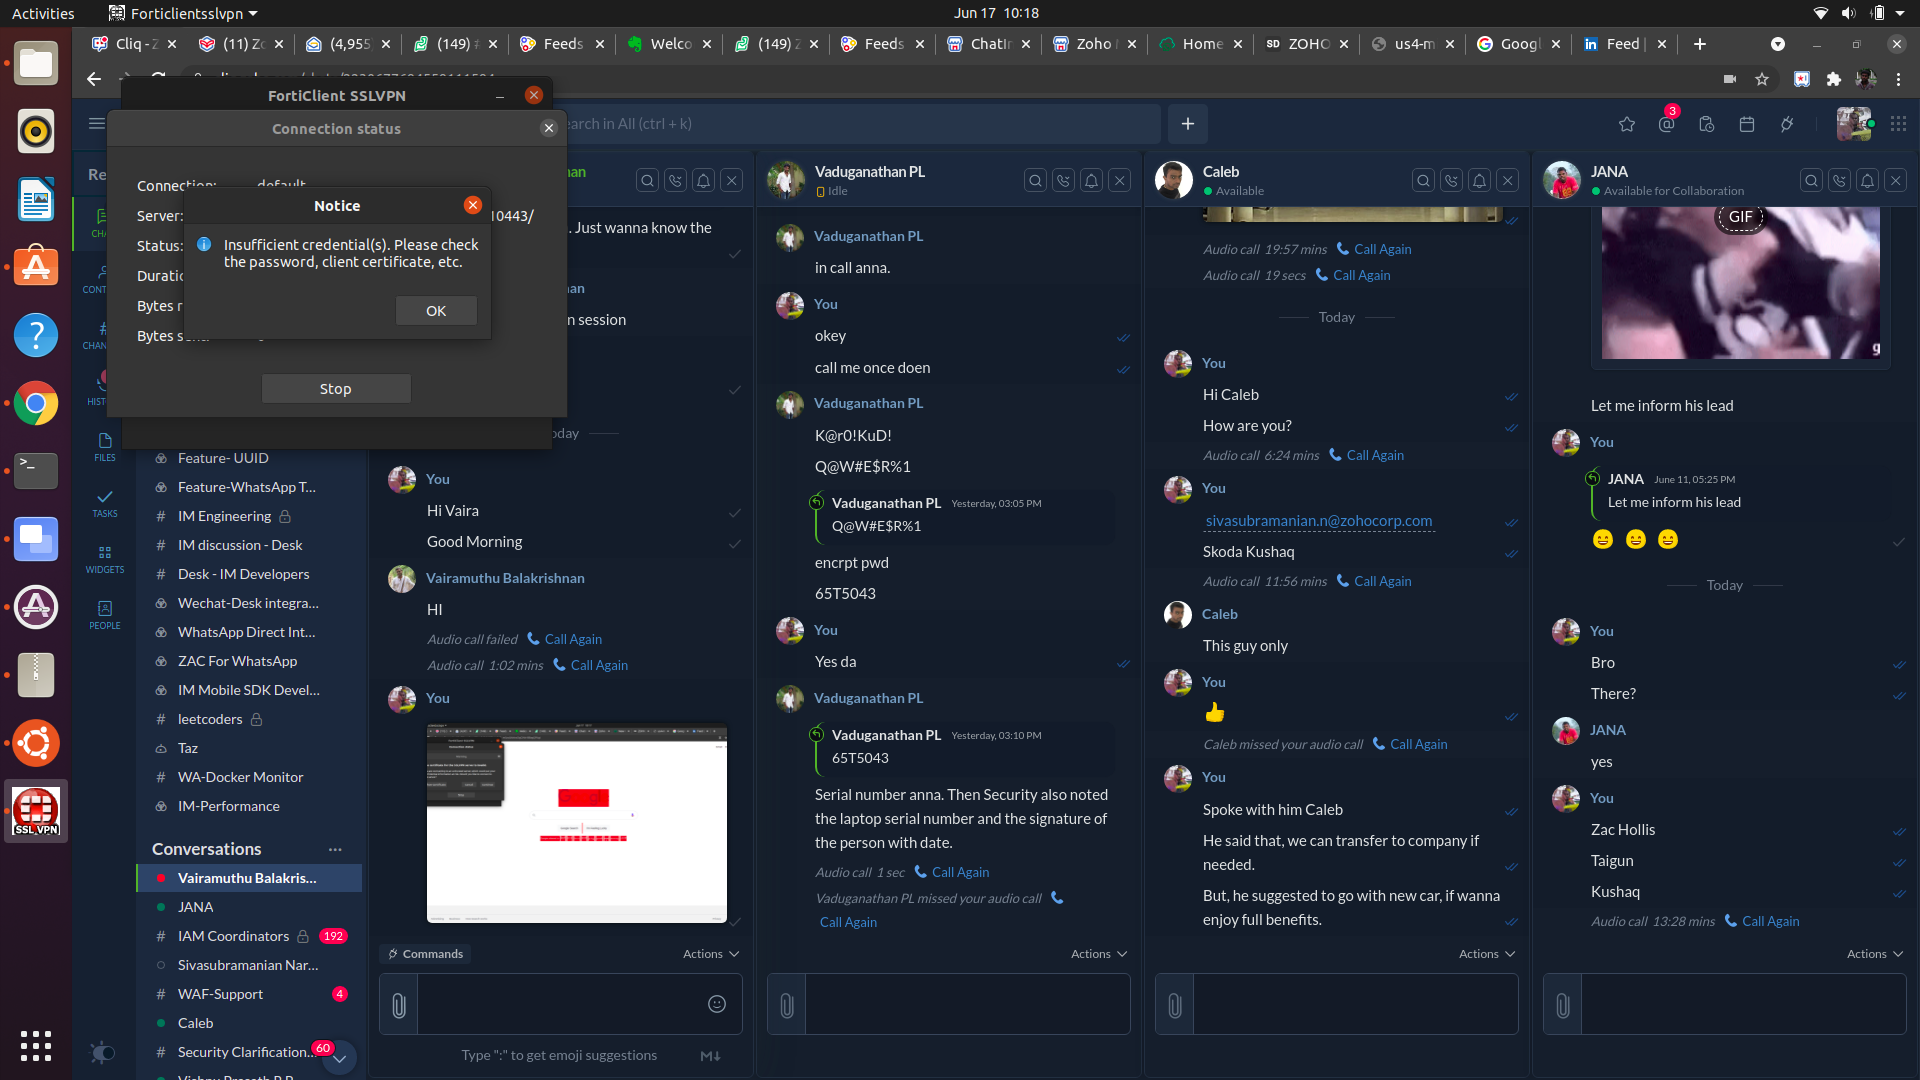 Activities
Forticlientsslvpn
Jun 17  10:18
Cliq - Z
(11) Zo
(4,955
(149) #
Feeds
Welco
(149) Z
Feeds
ChatIn
Zoho M
Home
SD ZOHO
us4-m
Googl
Feed |
FortiClient SSLVPN
Connection status
Connection: default
Server: 10443/
Status:
Duratio
Bytes r
Bytes sent:
Notice
Insufficient credential(s). Please check
the password, client certificate, etc.
OK
Stop
earch in All (ctrl + k)
3
Re
CHA
CONT
CHAN
HIST
FILES
TASKS
WIDGETS
PEOPLE
Feature- UUID
Feature-WhatsApp T...
# IM Engineering
# IM discussion - Desk
# Desk - IM Developers
Wechat-Desk integra...
WhatsApp Direct Int...
ZAC For WhatsApp
IM Mobile SDK Devel...
# leetcoders
Taz
# WA-Docker Monitor
IM-Performance
Conversations
Vairamuthu Balakris...
JANA
# IAM Coordinators 192
Sivasubramanian Nar...
# WAF-Support 4
Caleb
# Security Clarification... 60
nan
. Just wanna know the
an
n session
oday
You
Hi Vaira
Good Morning
Vairamuthu Balakrishnan
HI
Audio call failed Call Again
Audio call 1:02 mins Call Again
You
Commands
Actions
Type ":" to get emoji suggestions
M
Vaduganathan PL
Idle
Vaduganathan PL
in call anna.
You
okey
call me once doen
Vaduganathan PL
K@r0!KuD!
Q@W#E$R%1
Vaduganathan PL Yesterday, 03:05 PM
Q@W#E$R%1
encrpt pwd
65T5043
You
Yes da
Vaduganathan PL
Vaduganathan PL Yesterday, 03:10 PM
65T5043
Serial number anna. Then Security also noted
the laptop serial number and the signature of
the person with date.
Audio call 1 sec Call Again
Vaduganathan PL missed your audio call
Call Again
Actions
Caleb
Available
Audio call 19:57 mins Call Again
Audio call 19 secs Call Again
Today
You
Hi Caleb
How are you?
Audio call 6:24 mins Call Again
You
sivasubramanian.n@zohocorp.com
Skoda Kushaq
Audio call 11:56 mins Call Again
Caleb
This guy only
You
Caleb missed your audio call Call Again
You
Spoke with him Caleb
He said that, we can transfer to company if
needed.
But, he suggested to go with new car, if wanna
enjoy full benefits.
Actions
JANA
Available for Collaboration
GIF
g
Let me inform his lead
You
JANA June 11, 05:25 PM
Let me inform his lead
Today
You
Bro
There?
JANA
yes
You
Zac Hollis
Taigun
Kushaq
Audio call 13:28 mins Call Again
Actions
SSL VPN